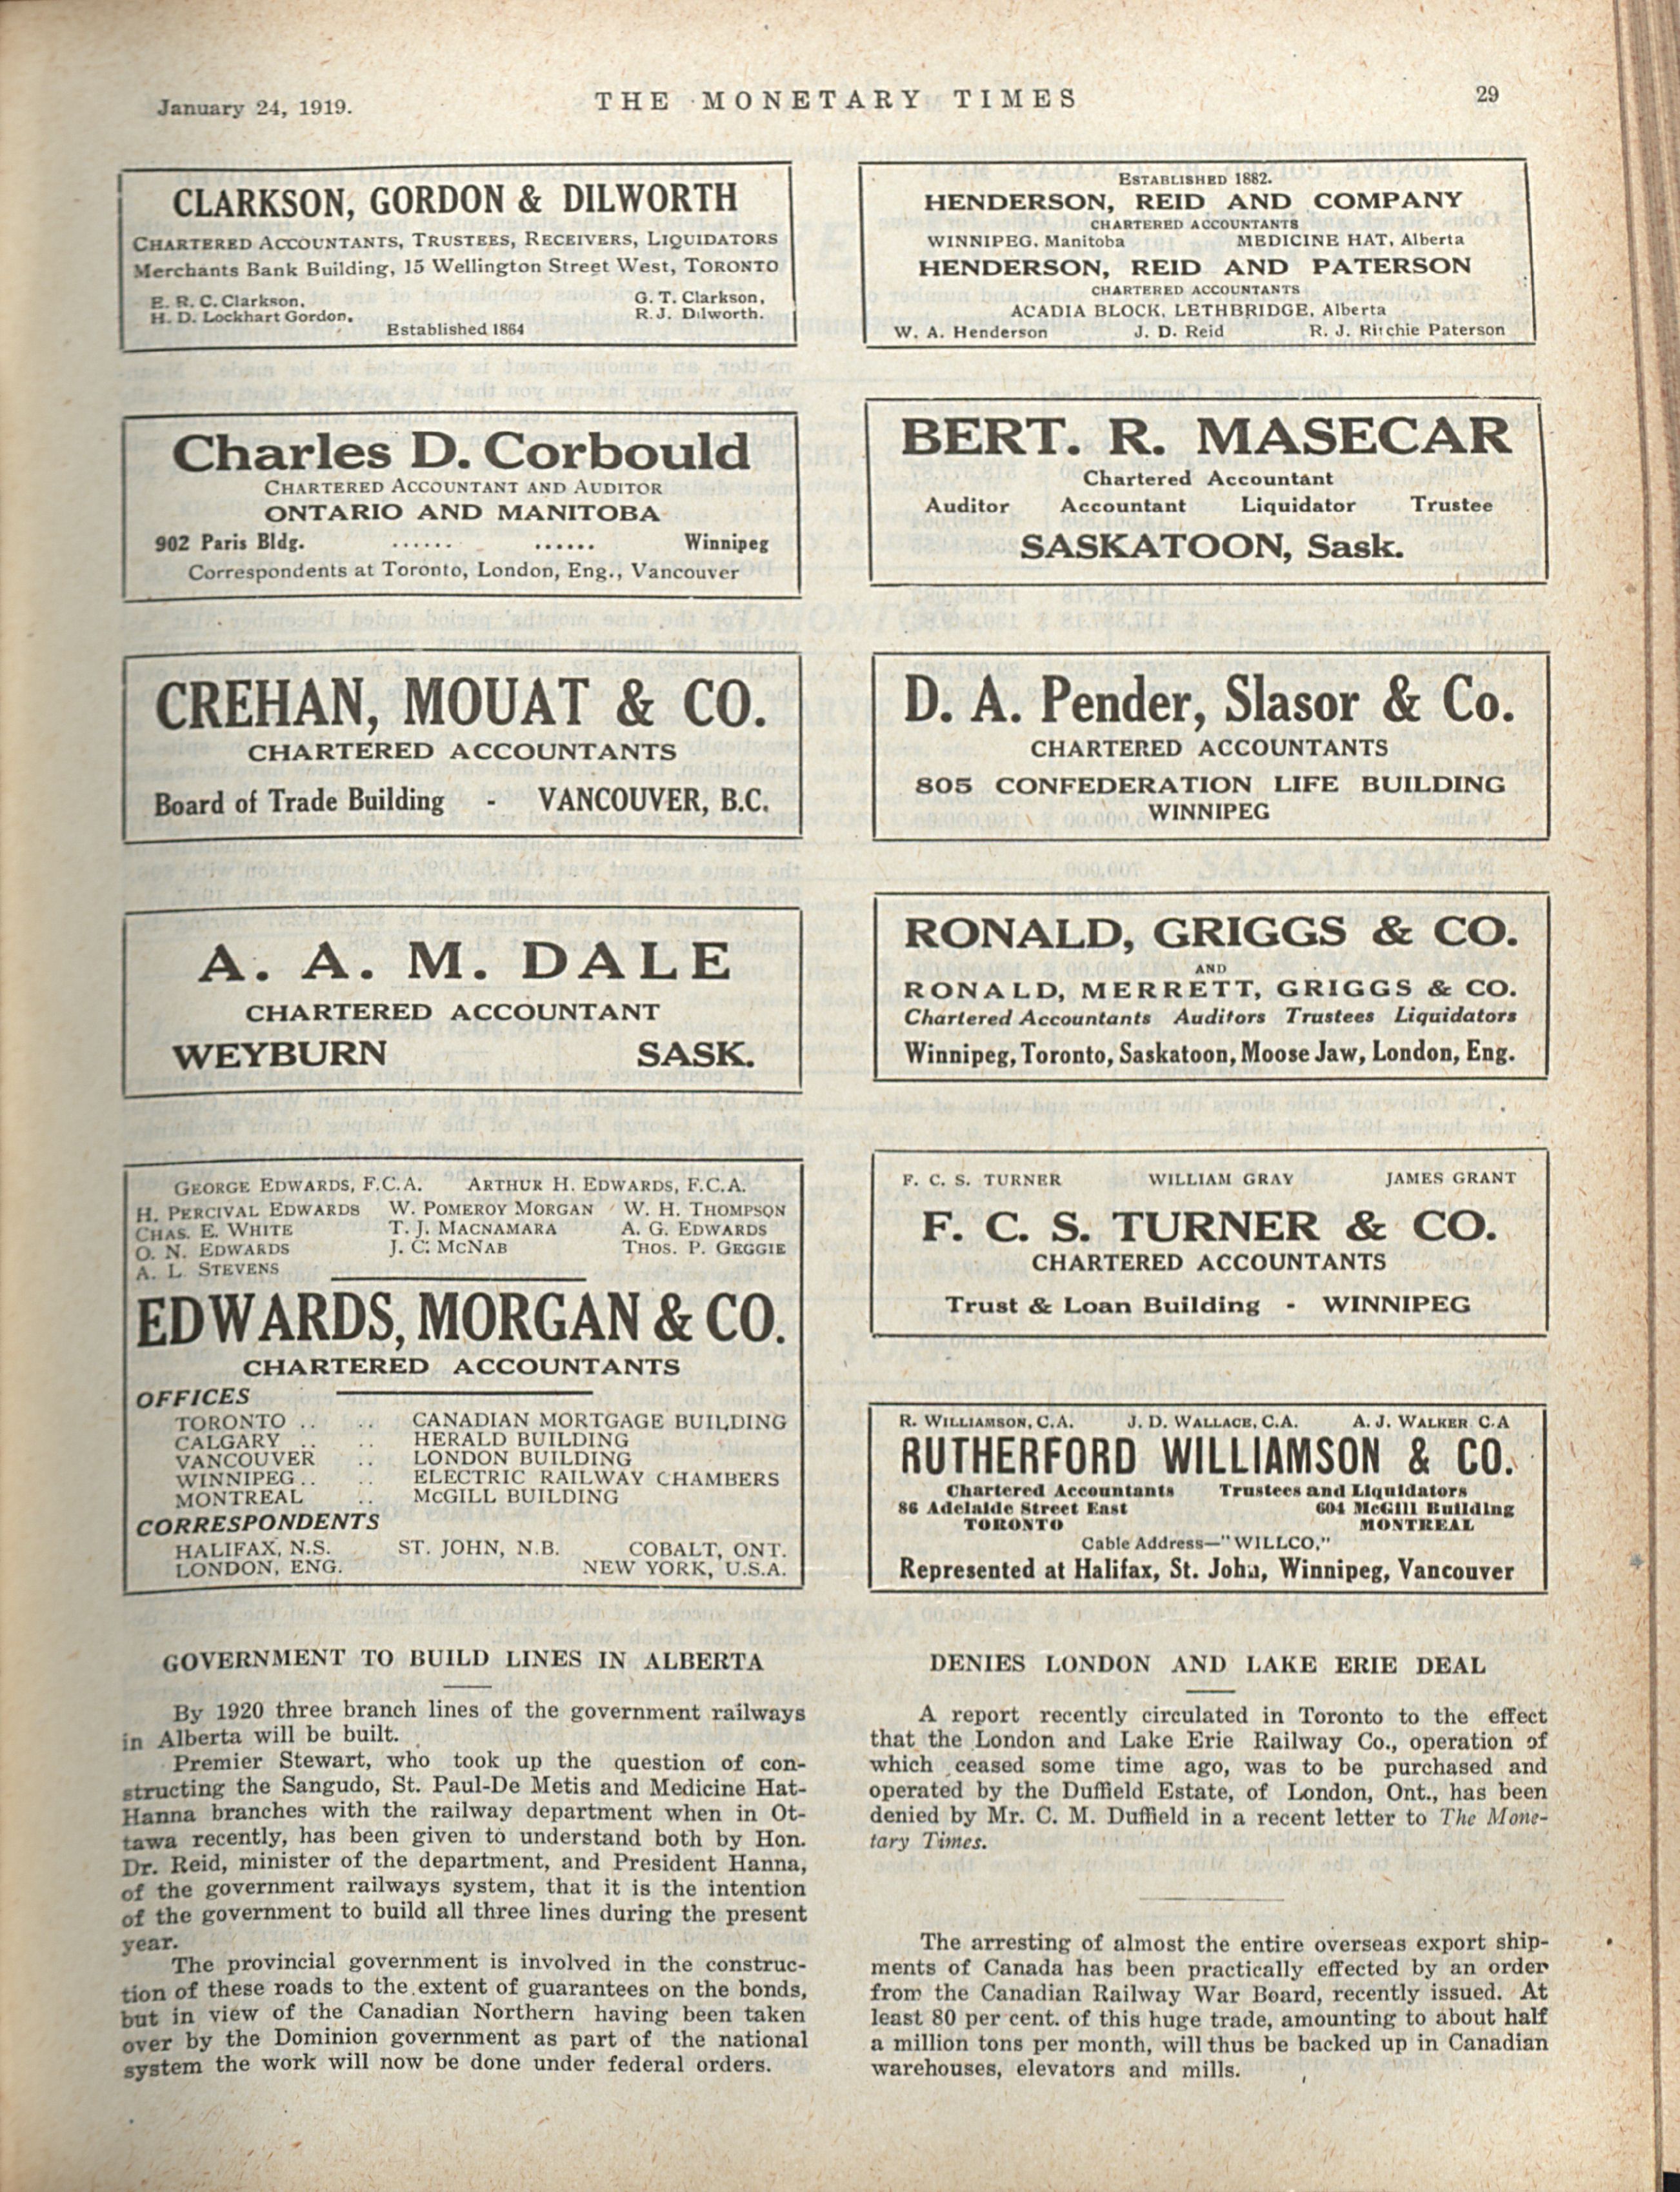 January 24, 1919.
THE MONETARY TIMES
29
CLARKSON, GORDON & DILWORTH
CHARTERED ACCOUNTANTS, TRUSTEES, RECEIVERS, LIQUIDATORS
Merchants Bank Building, 15 Wellington Street West, TORONTO
E. R. C. Clarkson. G. T. Clarkson.
H. D. Lockhart Gordon. R. J. Dilworth.
Established 1864
Charles D. Corbould
CHARTERED ACCOUNTANT AND AUDITOR
ONTARIO AND MANITOBA
902 Paris Bldg. ...... ...... Winnipeg
Correspondents at Toronto, London, Eng., Vancouver
CREHAN, MOUAT & CO.
CHARTERED ACCOUNTANTS
Board of Trade Building - VANCOUVER, B.C.
A. A. M. DALE
CHARTERED ACCOUNTANT
WEYBURN SASK.
GEORGE EDWARDS, F.C.A. ARTHUR H. EDWARDS, F.C.A.
H. PERCIVAL EDWARDS W. POMEROY MORGAN W. H. THOMPSON
CHAS. E. WHITE T. J. MACNAMARA A. G. EDWARDS
O. N. EDWARDS J. C. MCNAB THOS. P. GEGGIE
A. L. STEVENS
EDWARDS, MORGAN & CO.
CHARTERED ACCOUNTANTS
OFFICES
TORONTO .. .. CANADIAN MORTGAGE BUILDING
CALGARY .. .. HERALD BUILDING
VANCOUVER .. LONDON BUILDING
WINNIPEG .. .. ELECTRIC RAILWAY CHAMBERS
MONTREAL .. McGILL BUILDING
CORRESPONDENTS
HALIFAX, N.S. ST. JOHN, N.B. COBALT, ONT.
LONDON, ENG. NEW YORK, U.S.A.
ESTABLISHED 1882.
HENDERSON, REID AND COMPANY
CHARTERED ACCOUNTANTS
WINNIPEG, Manitoba MEDICINE HAT, Alberta
HENDERSON, REID AND PATERSON
CHARTERED ACCOUNTANTS
ACADIA BLOCK, LETHBRIDGE, Alberta
W. A. Henderson J. D. Reid R. J. Ritchie Paterson
BERT. R. MASECAR
Chartered Accountant
Auditor Accountant Liquidator Trustee
SASKATOON, Sask.
D. A. Pender, Slasor & Co.
CHARTERED ACCOUNTANTS
805 CONFEDERATION LIFE BUILDING
WINNIPEG
RONALD, GRIGGS & CO.
AND
RONALD, MERRETT, GRIGGS & CO.
Chartered Accountants Auditors Trustees Liquidators
Winnipeg, Toronto, Saskatoon, Moose Jaw, London, Eng.
F. C. S. TURNER WILLIAM GRAY JAMES GRANT
F. C. S. TURNER & CO.
CHARTERED ACCOUNTANTS
Trust & Loan Building - WINNIPEG
R. WILLIAMSON, C.A. J. D. WALLACE, C.A. A. J. WALKER C.A
RUTHERFORD WILLIAMSON & CO.
Chartered Accountants Trustees and Liquidators
86 Adelaide Street East 604 McGill Building
TORONTO MONTREAL
Cable Address—"WILLCO."
Represented at Halifax, St. John, Winnipeg, Vancouver
GOVERNMENT TO BUILD LINES IN ALBERTA
By 1920 three branch lines of the government railways
in Alberta will be built.
Premier Stewart, who took up the question of con-
structing the Sangudo, St. Paul-De Metis and Medicine Hat-
Hanna branches with the railway department when in Ot-
tawa recently, has been given to understand both by Hon.
Dr. Reid, minister of the department, and President Hanna,
of the government railways system, that it is the intention
of the government to build all three lines during the present
year.
The provincial government is involved in the construc-
tion of these roads to the extent of guarantees on the bonds,
but in view of the Canadian Northern having been taken
over by the Dominion government as part of the national
system the work will now be done under federal orders.
DENIES LONDON AND LAKE ERIE DEAL
A report recently circulated in Toronto to the effect
that the London and Lake Erie Railway Co., operation of
which ceased some time ago, was to be purchased and
operated by the Duffield Estate, of London, Ont., has been
denied by Mr. C. M. Duffield in a recent letter to The Mone-
tary Times.
The arresting of almost the entire overseas export ship-
ments of Canada has been practically effected by an order
from the Canadian Railway War Board, recently issued. At
least 80 per cent. of this huge trade, amounting to about half
a million tons per month, will thus be backed up in Canadian
warehouses, elevators and mills.